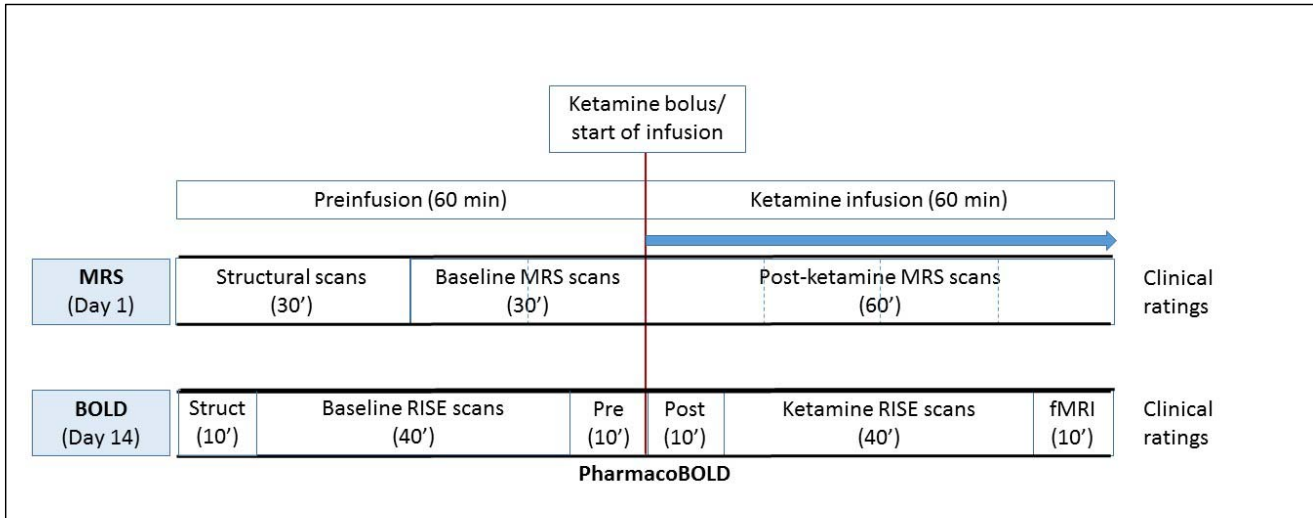 Ketamine bolus/
start of infusion
Preinfusion (60 min)
Ketamine infusion (60 min)
MRS
(Day 1)
Structural scans
(30’)
Baseline MRS scans
(30’)
Post-ketamine MRS scans
(60’)
Clinical
ratings
BOLD
(Day 14)
Struct
(10’)
Baseline RISE scans
(40’)
Pre
(10’)
Post
(10’)
Ketamine RISE scans
(40’)
fMRI
(10’)
Clinical
ratings
PharmacoBOLD